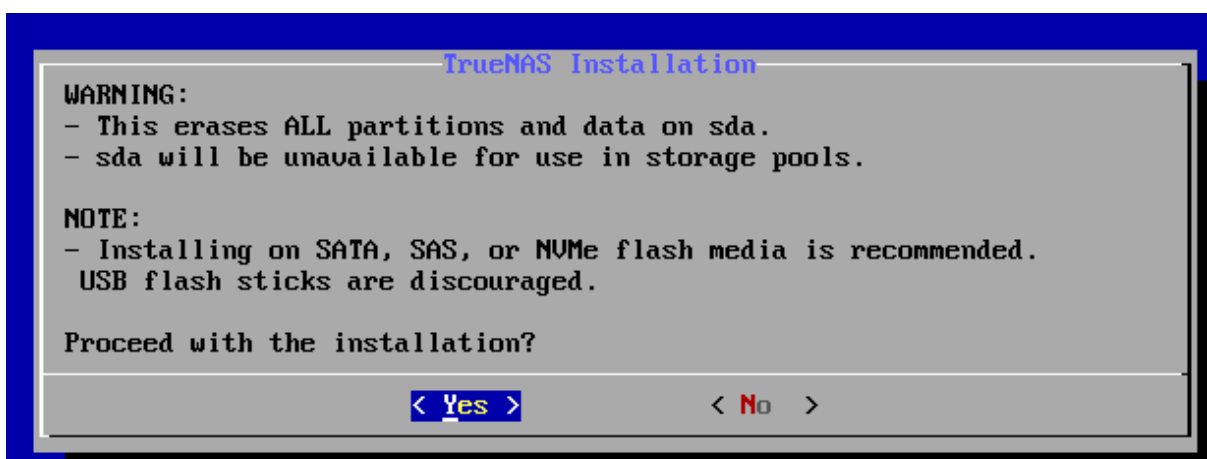 TrueNAS Installation
WARNING:
- This erases ALL partitions and data on sda.
- sda will be unavailable for use in storage pools.
NOTE:
- Installing on SATA, SAS, or NVMe flash media is recommended.
USB flash sticks are discouraged.
Proceed with the installation?
< Yes > < No >